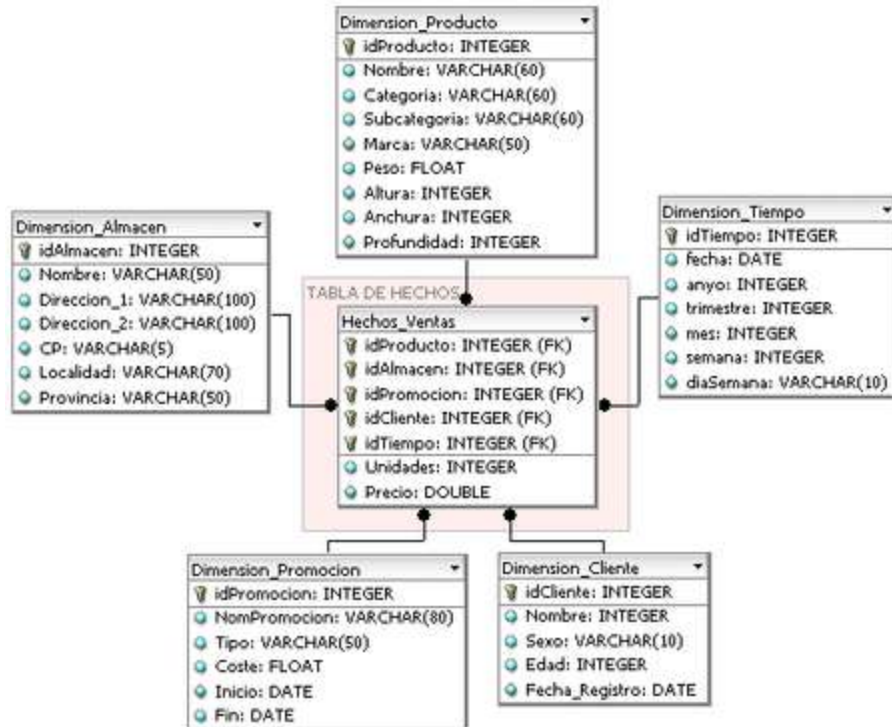 Dimension_Producto
idProducto: INTEGER
Nombre: VARCHAR(60)
Categoria: VARCHAR(60)
Subcategoria: VARCHAR(60)
Marca: VARCHAR(50)
Peso: FLOAT
Altura: INTEGER
Anchura: INTEGER
Profundidad: INTEGER
Dimension_Almacen
idAlmacen: INTEGER
Nombre: VARCHAR(50)
Direccion_1: VARCHAR(100)
Direccion_2: VARCHAR(100)
CP: VARCHAR(5)
Localidad: VARCHAR(70)
Provincia: VARCHAR(50)
Dimension_Tiempo
idTiempo: INTEGER
fecha: DATE
anyo: INTEGER
trimestre: INTEGER
mes: INTEGER
semana: INTEGER
diaSemana: VARCHAR(10)
TABLA DE HECHOS
Hechos_Ventas
idProducto: INTEGER (FK)
idAlmacen: INTEGER (FK)
idPromocion: INTEGER (FK)
idCliente: INTEGER (FK)
idTiempo: INTEGER (FK)
Unidades: INTEGER
Precio: DOUBLE
Dimension_Promocion
idPromocion: INTEGER
NomPromocion: VARCHAR(80)
Tipo: VARCHAR(50)
Coste: FLOAT
Inicio: DATE
Fin: DATE
Dimension_Cliente
idCliente: INTEGER
Nombre: INTEGER
Sexo: VARCHAR(10)
Edad: INTEGER
Fecha_Registro: DATE